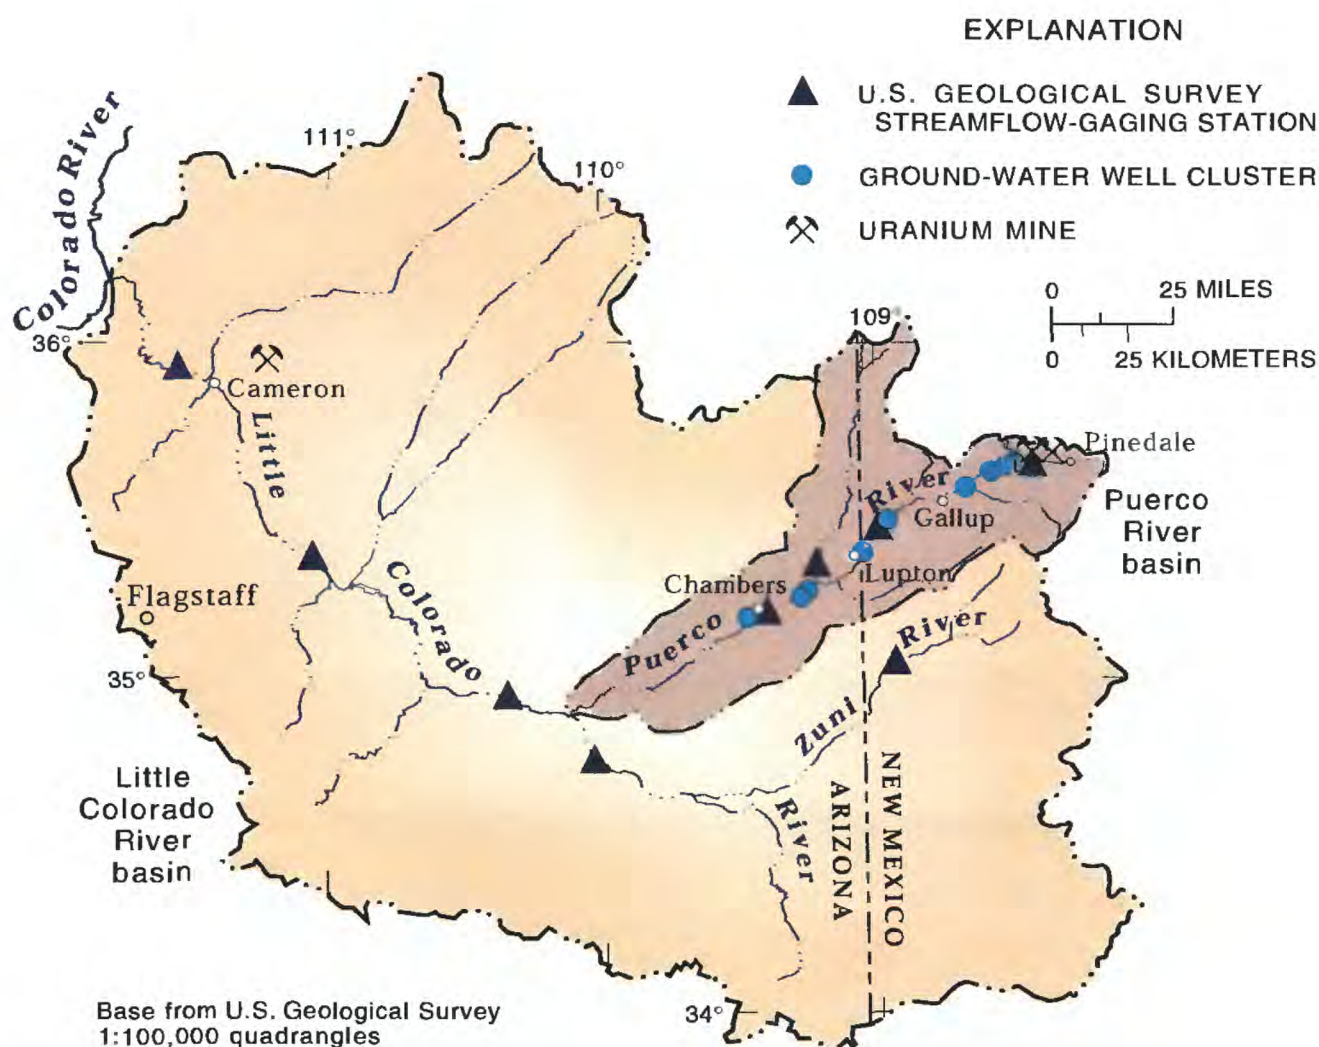 EXPLANATION
U.S. GEOLOGICAL SURVEY
STREAMFLOW-GAGING STATION
GROUND-WATER WELL CLUSTER
URANIUM MINE
0 25 MILES
0 25 KILOMETERS
Colorado River
111°
110°
109°
36°
Cameron
Little
Colorado
River
Pinedale
River
Gallup
Puerco
River
basin
Lupton
Chambers
Puerco
Flagstaff
River
35°
Zuni
Little
Colorado
River
basin
ARIZONA
NEW MEXICO
34°
Base from U.S. Geological Survey
1:100,000 quadrangles